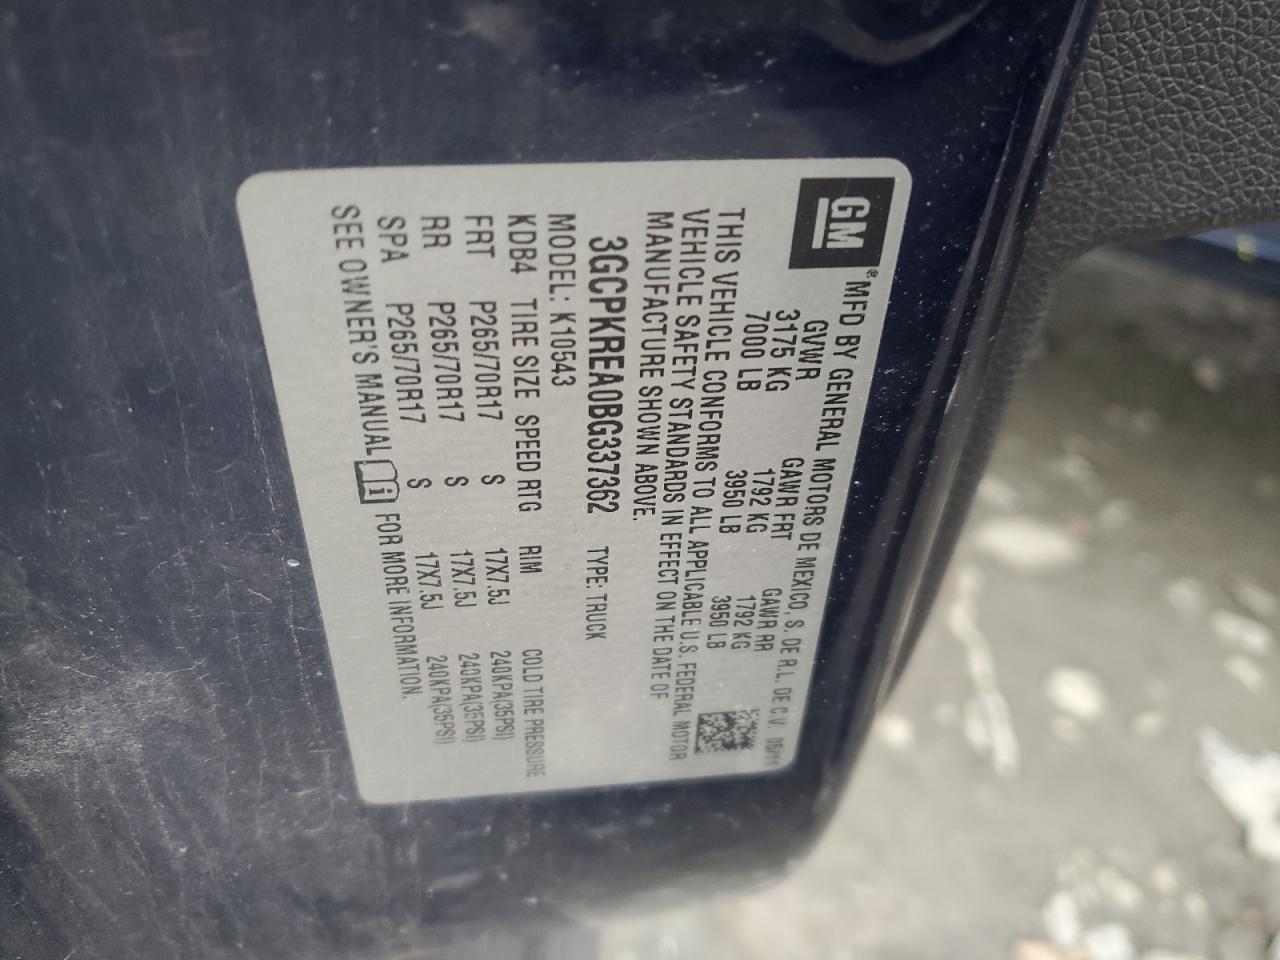 GM® MFD BY GENERAL MOTORS DE MEXICO, S. DE R.L. DE C.V. 05/11
GVWR GAWR FRT GAWR RR
3175 KG 1792 KG 1792 KG
7000 LB 3950 LB 3950 LB
THIS VEHICLE CONFORMS TO ALL APPLICABLE U.S. FEDERAL MOTOR
VEHICLE SAFETY STANDARDS IN EFFECT ON THE DATE OF
MANUFACTURE SHOWN ABOVE.
3GCPKREA0BG337362 TYPE: TRUCK
MODEL: K10543
KDB4 TIRE SIZE SPEED RTG RIM COLD TIRE PRESSURE
FRT P265/70R17 S 17X7.5J 240KPA(35PSI)
RR P265/70R17 S 17X7.5J 240KPA(35PSI)
SPA P265/70R17 S 17X7.5J 240KPA(35PSI)
SEE OWNER'S MANUAL i FOR MORE INFORMATION.